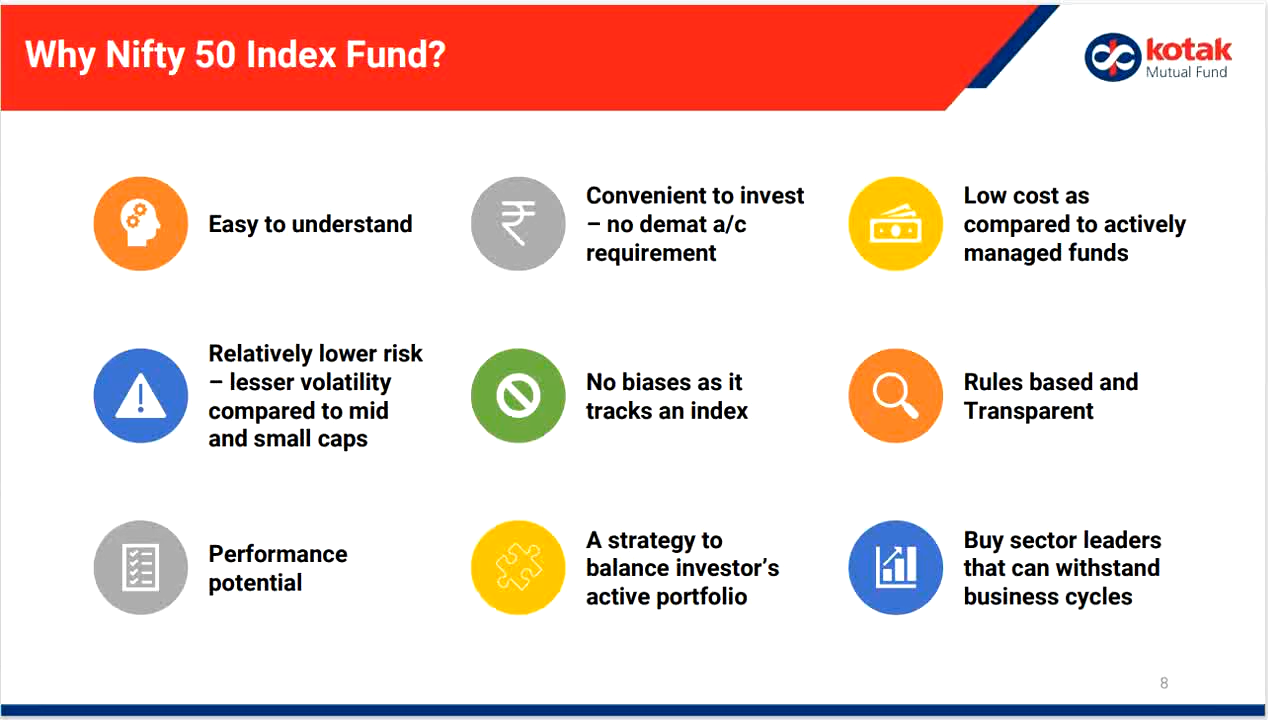 Why Nifty 50 Index Fund?
kotak
Mutual Fund
Easy to understand
Convenient to invest
– no demat a/c
requirement
Low cost as
compared to actively
managed funds
Relatively lower risk
– lesser volatility
compared to mid
and small caps
No biases as it
tracks an index
Rules based and
Transparent
Performance
potential
A strategy to
balance investor's
active portfolio
Buy sector leaders
that can withstand
business cycles
8